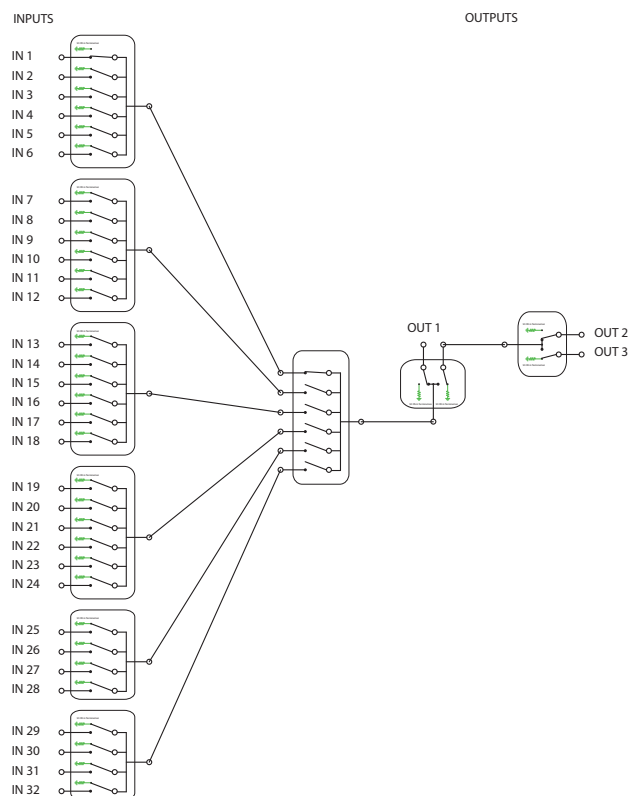 INPUTS
OUTPUTS
IN 1
IN 2
IN 3
IN 4
IN 5
IN 6
IN 7
IN 8
IN 9
IN 10
IN 11
IN 12
IN 13
IN 14
IN 15
IN 16
IN 17
IN 18
IN 19
IN 20
IN 21
IN 22
IN 23
IN 24
IN 25
IN 26
IN 27
IN 28
IN 29
IN 30
IN 31
IN 32
OUT 1
OUT 2
OUT 3